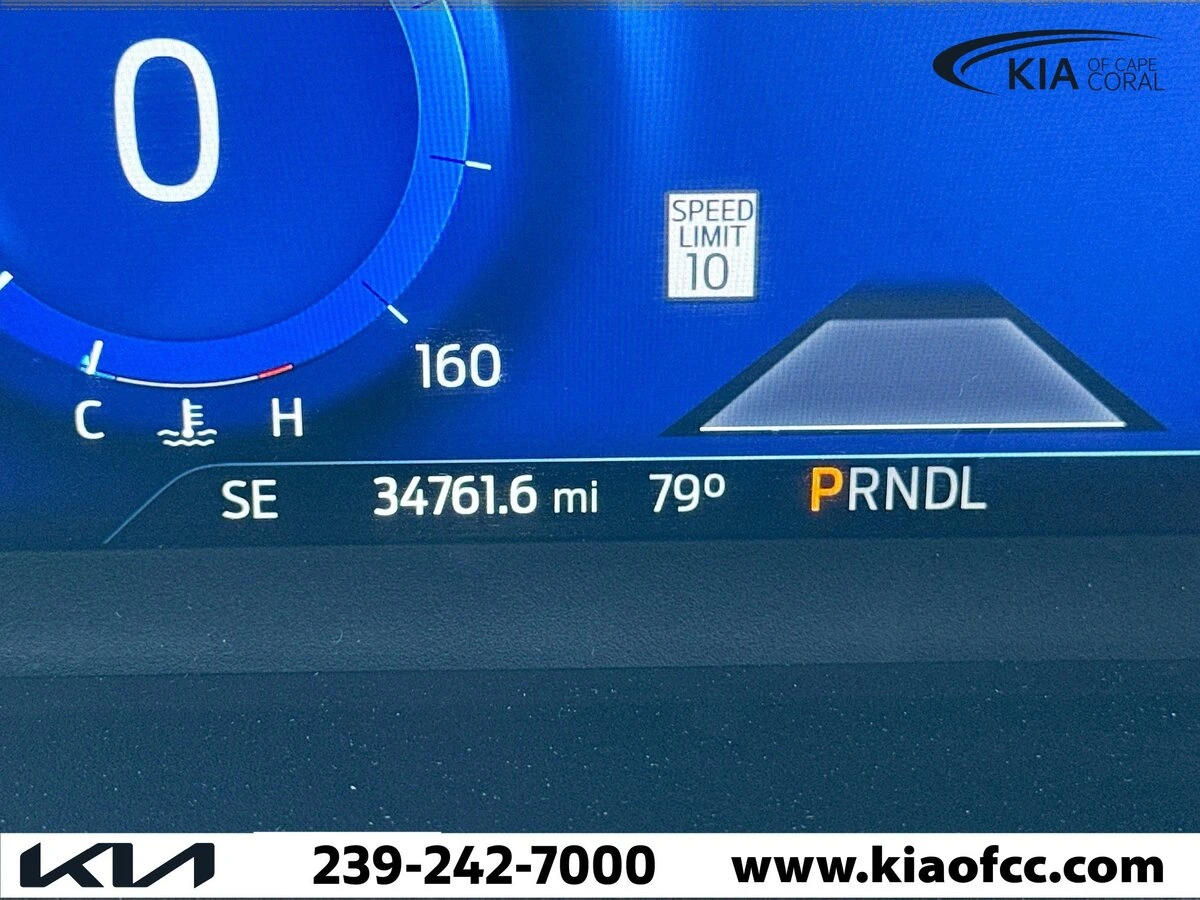 0
KIA OF CAPE CORAL
SPEED
LIMIT
10
160
C H
SE 34761.6 mi 79° PRNDL
KIA 239-242-7000 www.kiaofcc.com